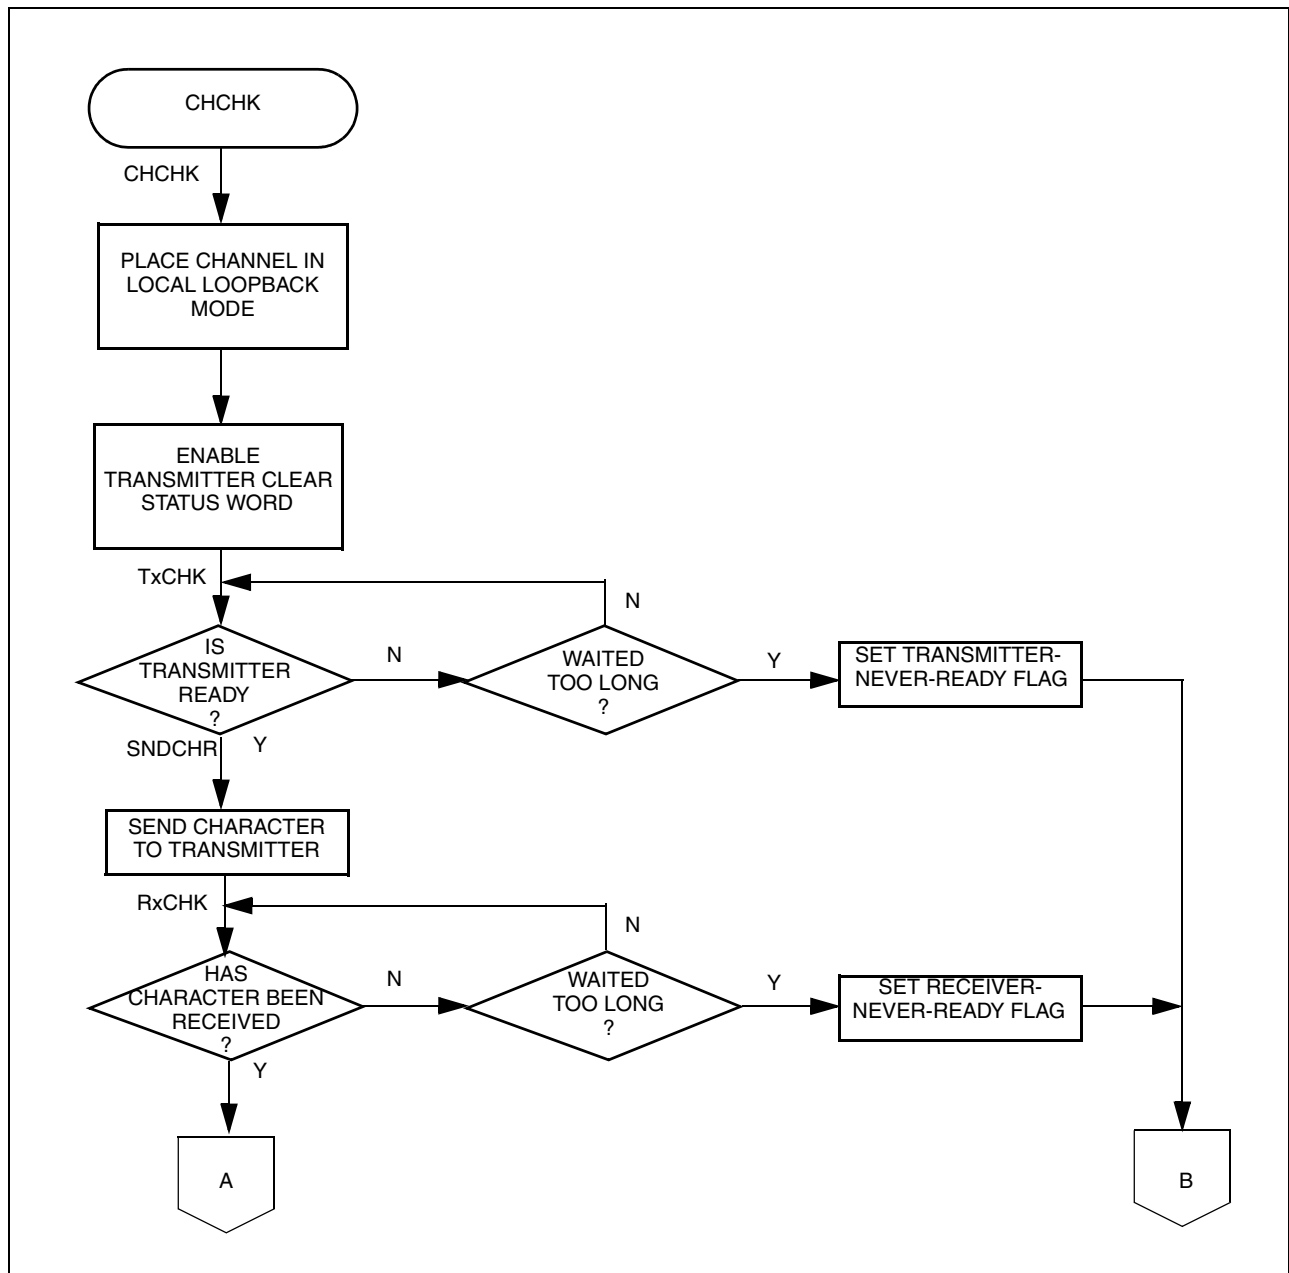 CHCHK
CHCHK
PLACE CHANNEL IN
LOCAL LOOPBACK
MODE
ENABLE
TRANSMITTER CLEAR
STATUS WORD
TxCHK
N
IS
TRANSMITTER
READY
?
N
WAITED
TOO LONG
?
Y
SET TRANSMITTER-
NEVER-READY FLAG
SNDCHR
Y
SEND CHARACTER
TO TRANSMITTER
RxCHK
N
HAS
CHARACTER BEEN
RECEIVED
?
N
WAITED
TOO LONG
?
Y
SET RECEIVER-
NEVER-READY FLAG
Y
A
B